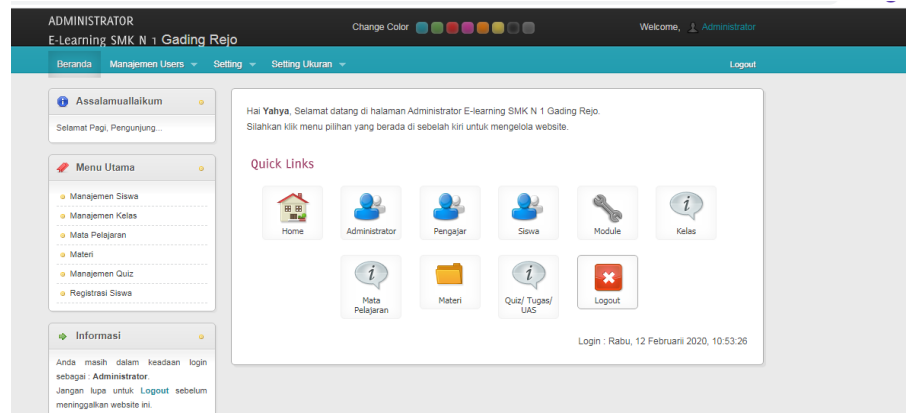 ADMINISTRATOR
E-Learning SMK N 1 Gading Rejo
Change Color
Welcome, Administrator
Beranda Manajemen Users Setting Setting Ukuran Logout
Assalamuallaikum
Selamat Pagi, Pengunjung...
Menu Utama
Manajemen Siswa
Manajemen Kelas
Mata Pelajaran
Materi
Manajemen Quiz
Registrasi Siswa
Informasi
Anda masih dalam keadaan login
sebagai : Administrator.
Jangan lupa untuk Logout sebelum
meninggalkan website ini.
Hai Yahya, Selamat datang di halaman Administrator E-learning SMK N 1 Gading Rejo.
Silahkan klik menu pilihan yang berada di sebelah kiri untuk mengelola website.
Quick Links
Home Administrator Pengajar Siswa Module Kelas
Mata
Pelajaran
Materi
Quiz/ Tugas/
UAS
Logout
Login : Rabu, 12 Februarii 2020, 10:53:26